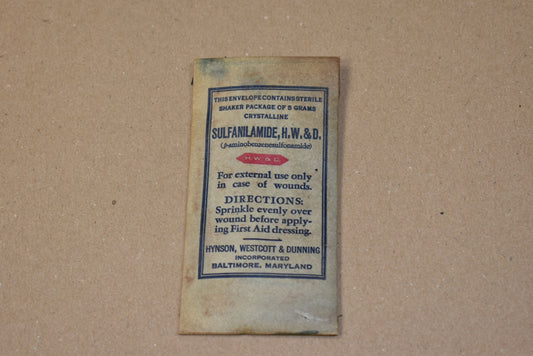 THIS ENVELOPE CONTAINS STERILE
SHAKER PACKAGE OF 5 GRAMS
CRYSTALLINE
SULFANILAMIDE, H.W.&D.
(p-aminobenzenesulfonamide)
H.W.& D.
For external use only
in case of wounds.
DIRECTIONS:
Sprinkle evenly over
wound before apply-
ing First Aid dressing.
HYNSON, WESTCOTT & DUNNING
INCORPORATED
BALTIMORE, MARYLAND